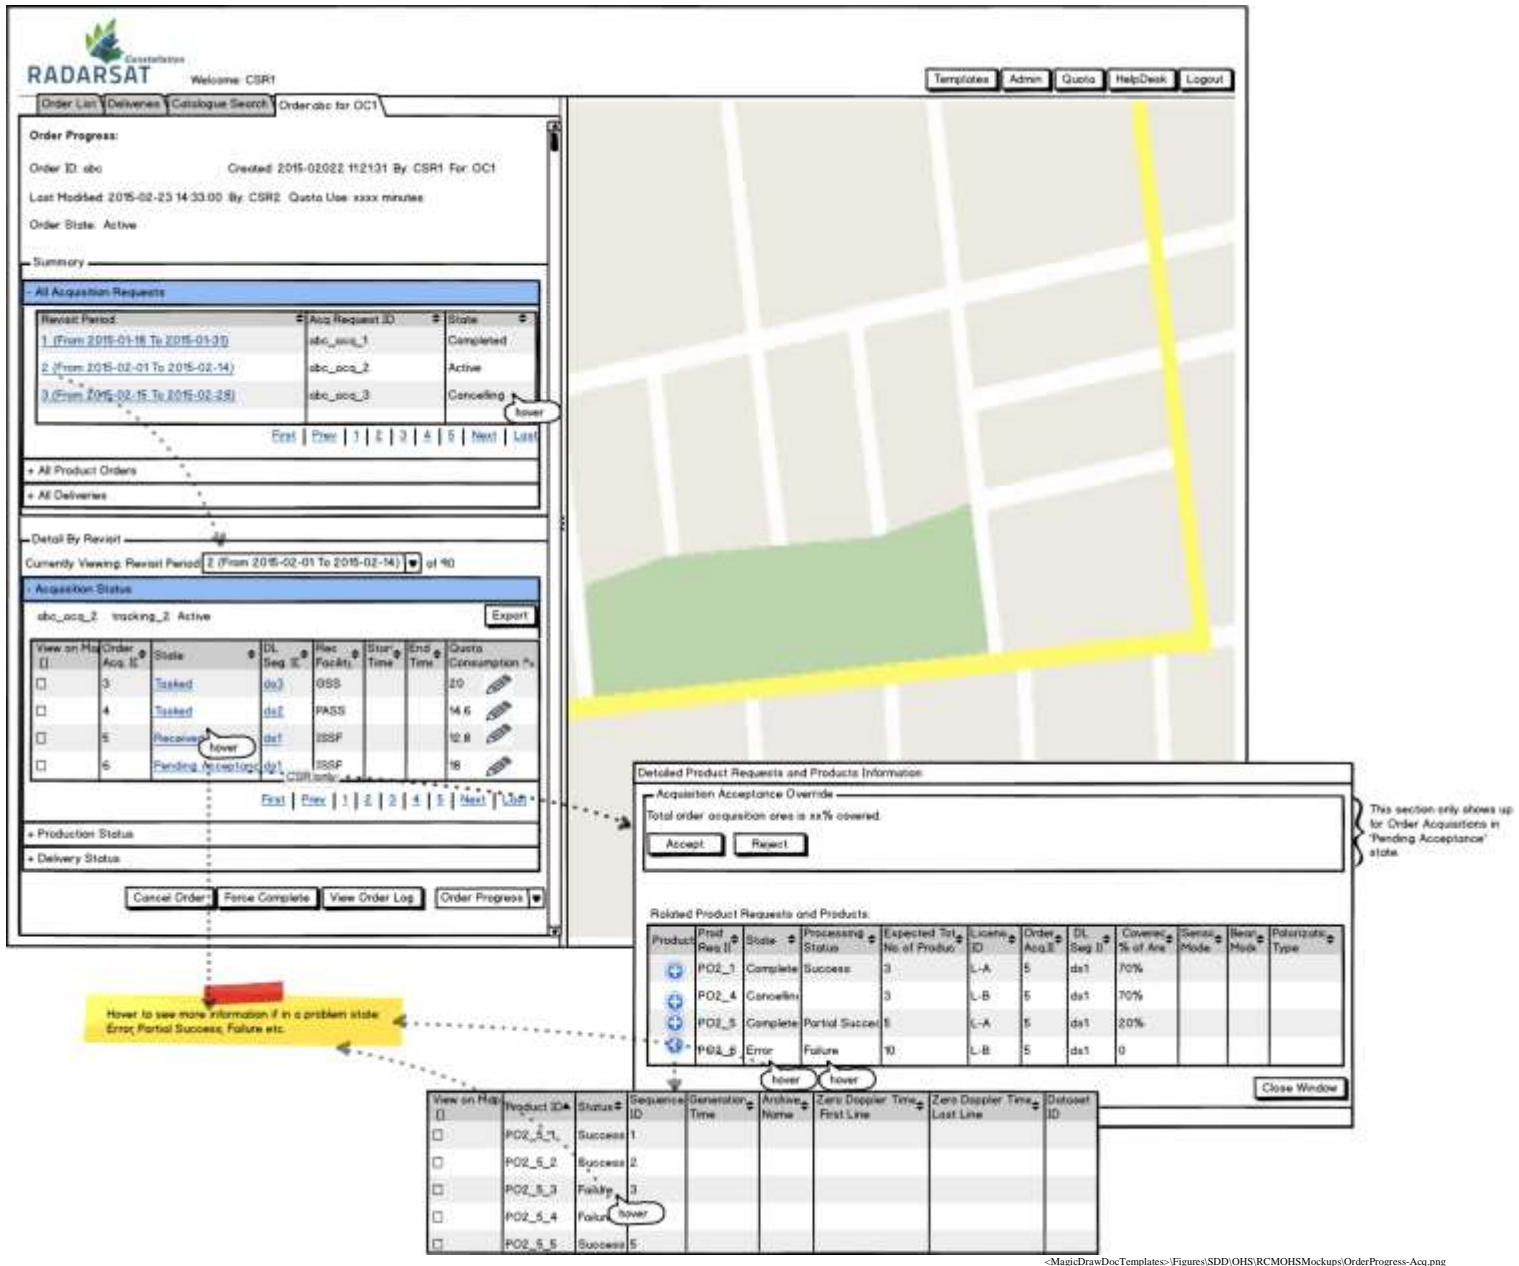 Constellation
RADARSAT
Welcome: CSR1
Templates Admin Quota HelpDesk Logout
Order List Deliveries Catalogue Search Order abc for OC1
Order Progress:
Order ID: abc Created: 2015-02022 11:21:31 By: CSR1 For: OC1
Last Modified: 2015-02-23 14:33:00 By: CSR2 Quota Use: xxxx minutes
Order State: Active
Summary
- All Acquisition Requests
Revisit Period Acq Request ID State
1 (From 2015-01-18 To 2015-01-31) abc_acq_1 Completed
2 (From 2015-02-01 To 2015-02-14) abc_acq_2 Active
3 (From 2015-02-15 To 2015-02-28) abc_acq_3 Cancelling
hover
First | Prev | 1 | 2 | 3 | 4 | 5 | Next | Last
+ All Product Orders
+ All Deliveries
Detail By Revisit
Currently Viewing: Revisit Period 2 (From 2015-02-01 To 2015-02-14) of 90
- Acquisition Status
abc_acq_2 tracking_2 Active Export
View on Map Order State DL Rec Start End Quota
[] Acq. ID Seg. ID Facility Time Time Consumption %
3 Tasked ds3 GSS 20
4 Tasked ds2 PASS 14.6
5 Received ds1 ISSF 12.8
hover
6 Pending Acceptance ds1 ISSF 18
CSR only
First | Prev | 1 | 2 | 3 | 4 | 5 | Next | Last
+ Production Status
+ Delivery Status
Cancel Order Force Complete View Order Log Order Progress
Detailed Product Requests and Products Information
Acquisition Acceptance Override
Total order acquisition area is xx% covered.
Accept Reject
This section only shows up
for Order Acquisitions in
'Pending Acceptance'
state.
Related Product Requests and Products:
Product Prod State Processing Expected Tot. License Order DL Covered Sensor Beam Polarizatic
Req ID Status No of Produc ID Acq.ID Seg ID % of Are Mode Mode Type
PO2_1 Complete Success 3 L-A 5 ds1 70%
PO2_4 Cancellin 3 L-B 5 ds1 70%
PO2_5 Complete Partial Succes 5 L-A 5 ds1 20%
PO2_6 Error Failure 10 L-B 5 ds1 0
hover hover
Close Window
Hover to see more information if in a problem state:
Error, Partial Success, Failure etc.
View on Map Product ID Status Sequence Generation Archive Zero Doppler Time Zero Doppler Time Dataset
[] ID Time Name First Line Last Line ID
PO2_5_1 Success 1
PO2_5_2 Success 2
PO2_5_3 Failure 3
hover
PO2_5_4 Failur
PO2_5_5 Success 5
<MagicDrawDocTemplates>\Figures\SDD\OHS\RCMOHSMockups\OrderProgress-Acq.png